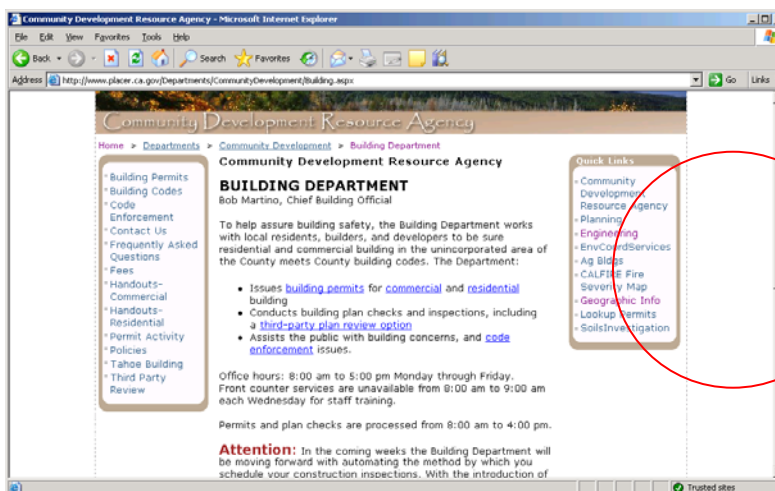 Community Development Resource Agency - Microsoft Internet Explorer
File Edit View Favorites Tools Help
Back Search Favorites
Address http://www.placer.ca.gov/Departments/CommunityDevelopment/Building.aspx Go Links
Community Development Resource Agency
Home > Departments > Community Development > Building Department
Building Permits
Building Codes
Code
Enforcement
Contact Us
Frequently Asked
Questions
Fees
Handouts-
Commercial
Handouts-
Residential
Permit Activity
Policies
Tahoe Building
Third Party
Review
Community Development Resource Agency
BUILDING DEPARTMENT
Bob Martino, Chief Building Official
To help assure building safety, the Building Department works
with local residents, builders, and developers to be sure
residential and commercial building in the unincorporated area of
the County meets County building codes. The Department:
• Issues building permits for commercial and residential
building
• Conducts building plan checks and inspections, including
a third-party plan review option
• Assists the public with building concerns, and code
enforcement issues.
Office hours: 8:00 am to 5:00 pm Monday through Friday.
Front counter services are unavailable from 8:00 am to 9:00 am
each Wednesday for staff training.
Permits and plan checks are processed from 8:00 am to 4:00 pm.
Attention: In the coming weeks the Building Department will
be moving forward with automating the method by which you
schedule your construction inspections. With the introduction of
Quick Links
Community
Development
Resource Agency
Planning
Engineering
EnvCoordServices
Ag Bldgs
CALFIRE Fire
Severity Map
Geographic Info
Lookup Permits
SoilsInvestigation
Trusted sites